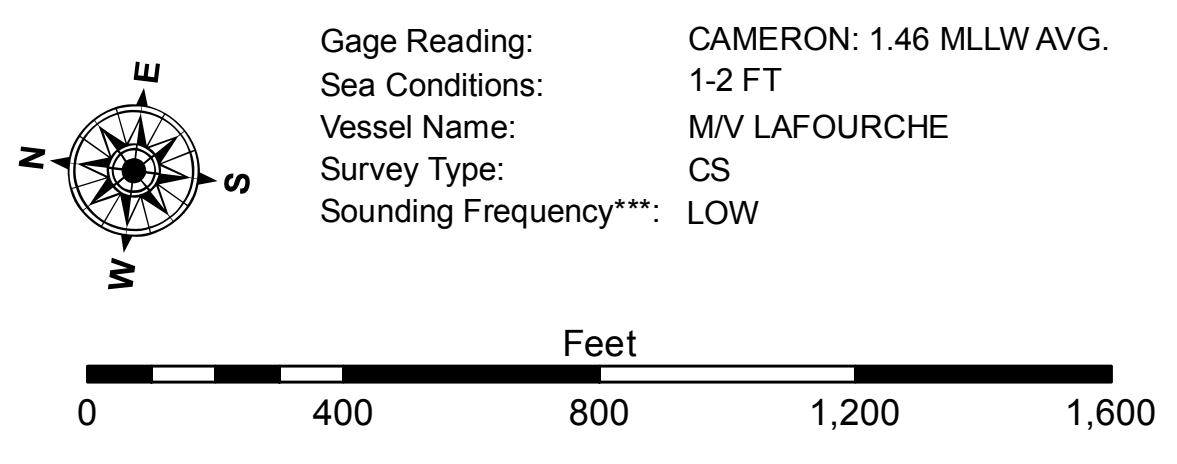 E
N
S
W
Gage Reading: CAMERON: 1.46 MLLW AVG.
Sea Conditions: 1-2 FT
Vessel Name: M/V LAFOURCHE
Survey Type: CS
Sounding Frequency***: LOW
Feet
0 400 800 1,200 1,600